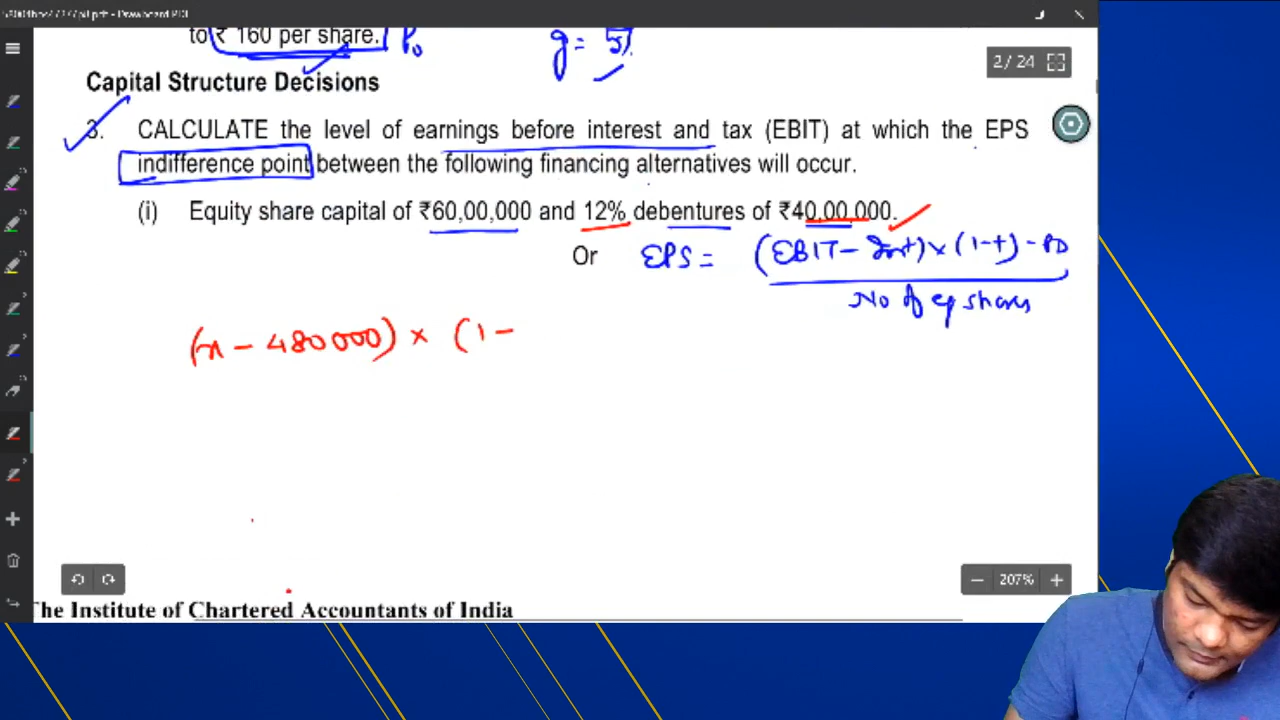 to ₹ 160 per share. P₀
g = 5%
2 / 24
Capital Structure Decisions
3. CALCULATE the level of earnings before interest and tax (EBIT) at which the EPS
indifference point between the following financing alternatives will occur.
(i) Equity share capital of ₹60,00,000 and 12% debentures of ₹40,00,000.
Or EPS = (EBIT - Int) × (1-t) - PD
No of eq shares
(x - 480000) × (1 -
207%
The Institute of Chartered Accountants of India